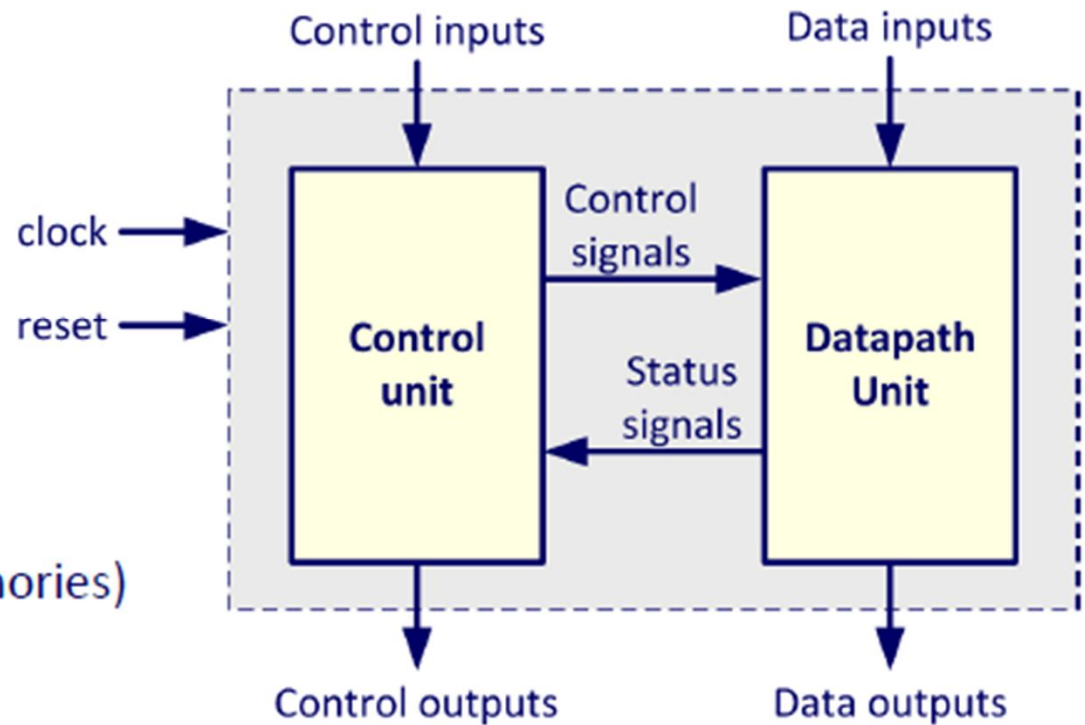 Control inputs
Data inputs
clock
reset
Control
signals
Control
unit
Datapath
Unit
Status
signals
Control outputs
Data outputs